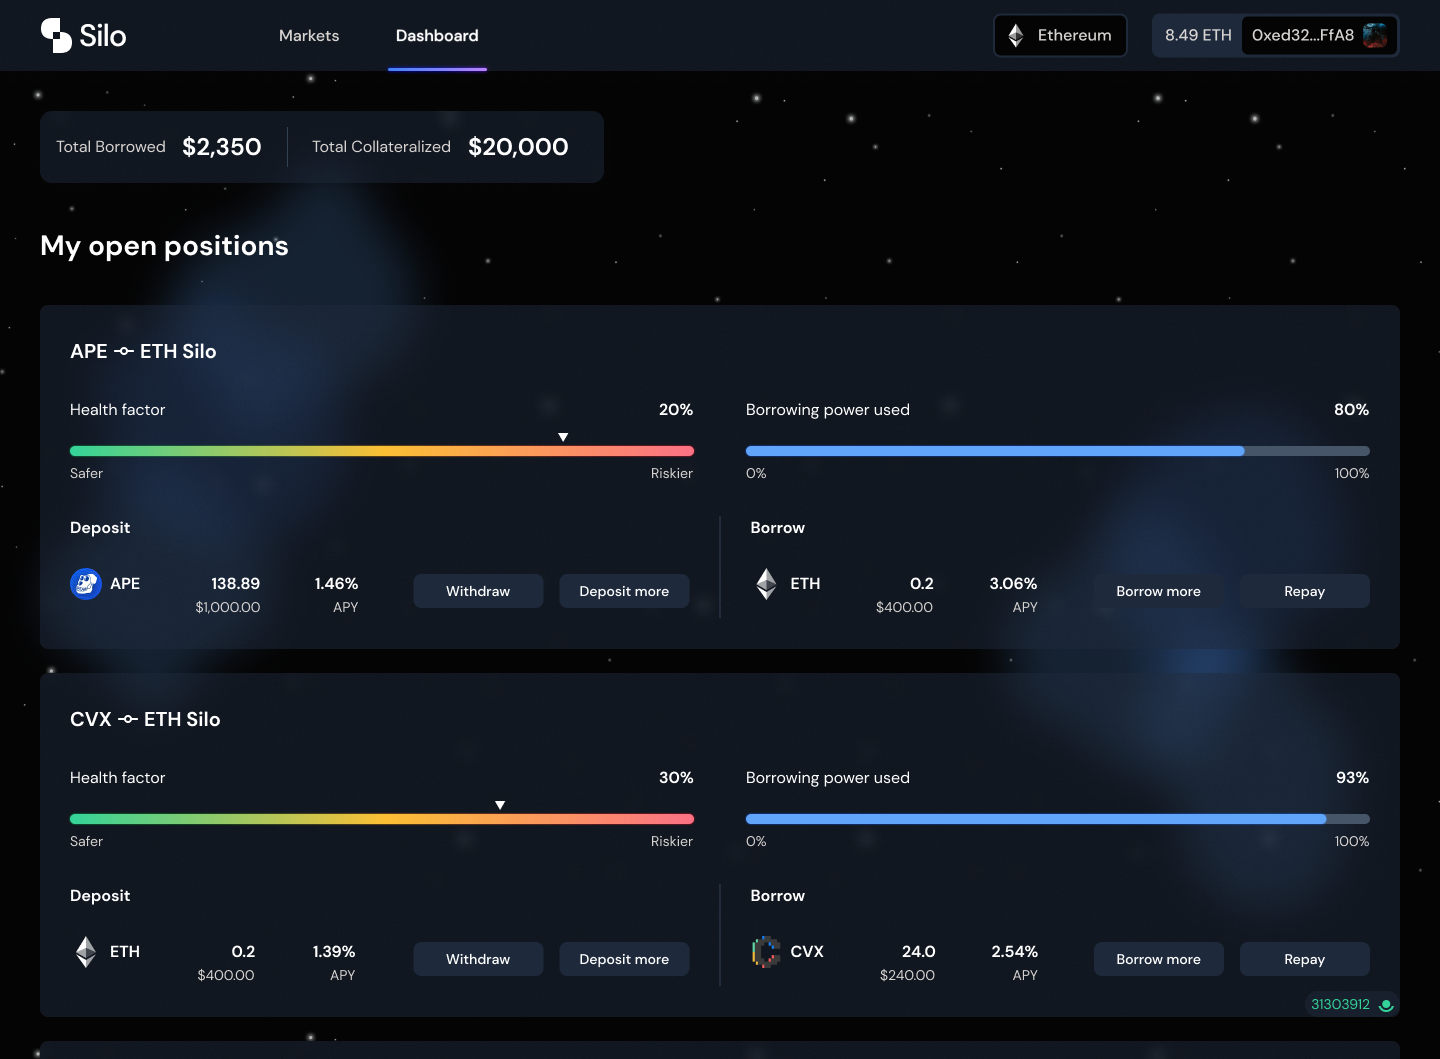 Silo
Markets
Dashboard
Ethereum
8.49 ETH
0xed32...FfA8
Total Borrowed $2,350
Total Collateralized $20,000
My open positions
APE ETH Silo
Health factor 20%
Safer Riskier
Borrowing power used 80%
0% 100%
Deposit
APE 138.89 1.46% Withdraw Deposit more
$1,000.00 APY
Borrow
ETH 0.2 3.06% Borrow more Repay
$400.00 APY
CVX ETH Silo
Health factor 30%
Safer Riskier
Borrowing power used 93%
0% 100%
Deposit
ETH 0.2 1.39% Withdraw Deposit more
$400.00 APY
Borrow
CVX 24.0 2.54% Borrow more Repay
$240.00 APY
31303912